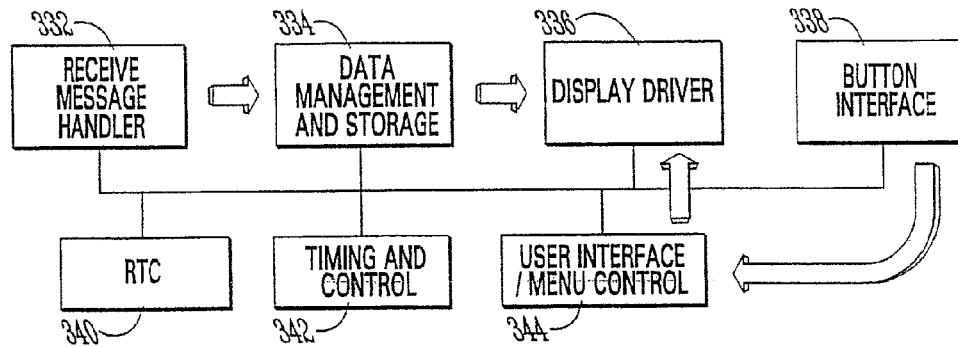 332
334
336
338
RECEIVE
MESSAGE
HANDLER
DATA
MANAGEMENT
AND STORAGE
DISPLAY DRIVER
BUTTON
INTERFACE
RTC
TIMING AND
CONTROL
USER INTERFACE
/ MENU CONTROL
340
342
344